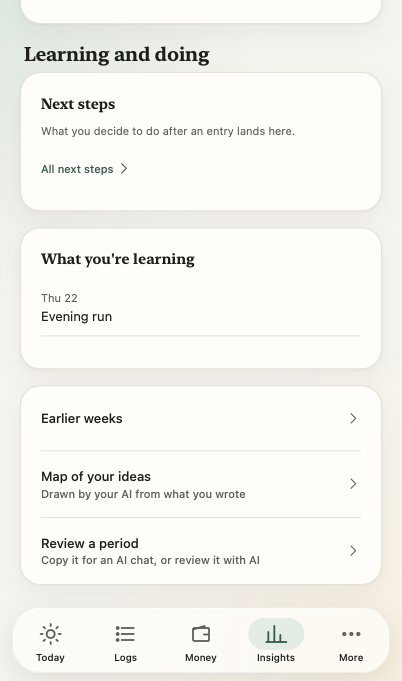 Learning and doing
Next steps
What you decide to do after an entry lands here.
All next steps
What you're learning
Thu 22
Evening run
Earlier weeks
Map of your ideas
Drawn by your AI from what you wrote
Review a period
Copy it for an AI chat, or review it with AI
Today Logs Money Insights More